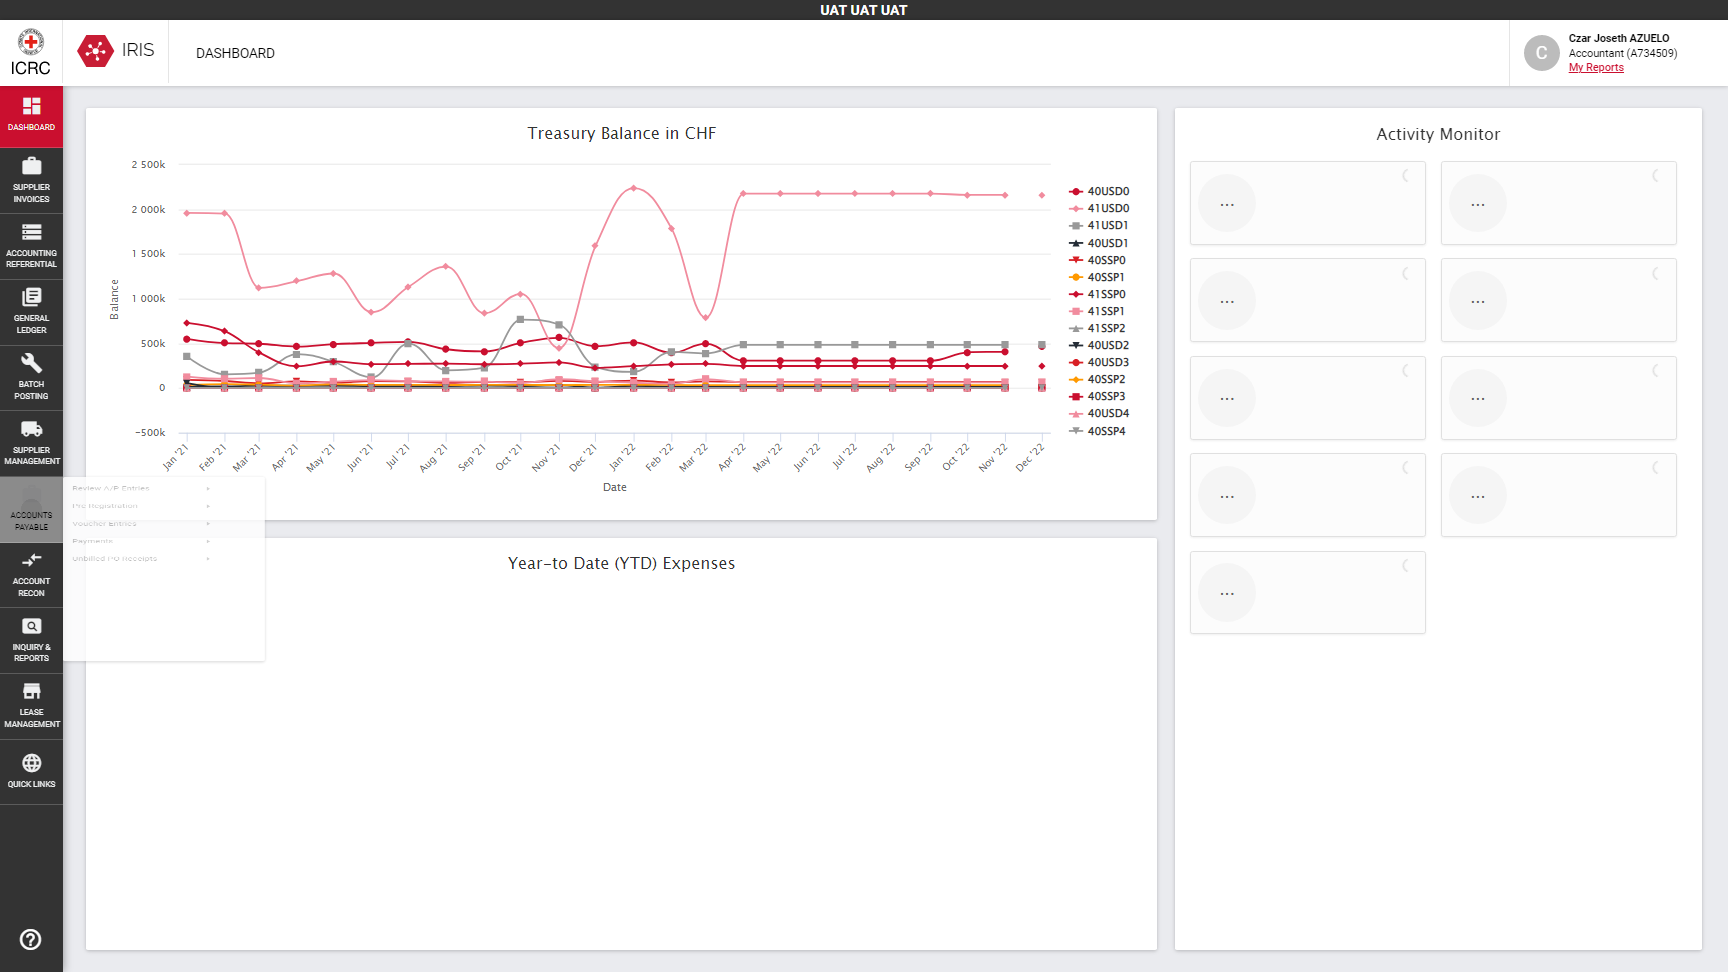 UAT UAT UAT
ICRC
IRIS
DASHBOARD
C
Czar Joseth AZUELO
Accountant (A734509)
My Reports
DASHBOARD
SUPPLIER
INVOICES
ACCOUNTING
REFERENTIAL
GENERAL
LEDGER
BATCH
POSTING
SUPPLIER
MANAGEMENT
ACCOUNTS
PAYABLE
ACCOUNT
RECON
INQUIRY &
REPORTS
LEASE
MANAGEMENT
QUICK LINKS
Review A/P Entries
Pre Registration
Voucher Entries
Payments
Unbilled PO Receipts
Treasury Balance in CHF
Balance
2 500k
2 000k
1 500k
1 000k
500k
0
-500k
Jan '21
Feb '21
Mar '21
Apr '21
May '21
Jun '21
Jul '21
Aug '21
Sep '21
Oct '21
Nov '21
Dec '21
Jan '22
Feb '22
Mar '22
Apr '22
May '22
Jun '22
Jul '22
Aug '22
Sep '22
Oct '22
Nov '22
Dec '22
Date
40USD0
41USD0
41USD1
40USD1
40SSP0
40SSP1
41SSP0
41SSP1
41SSP2
40USD2
40USD3
40SSP2
40SSP3
40USD4
40SSP4
Year-to Date (YTD) Expenses
Activity Monitor
...
...
...
...
...
...
...
...
...